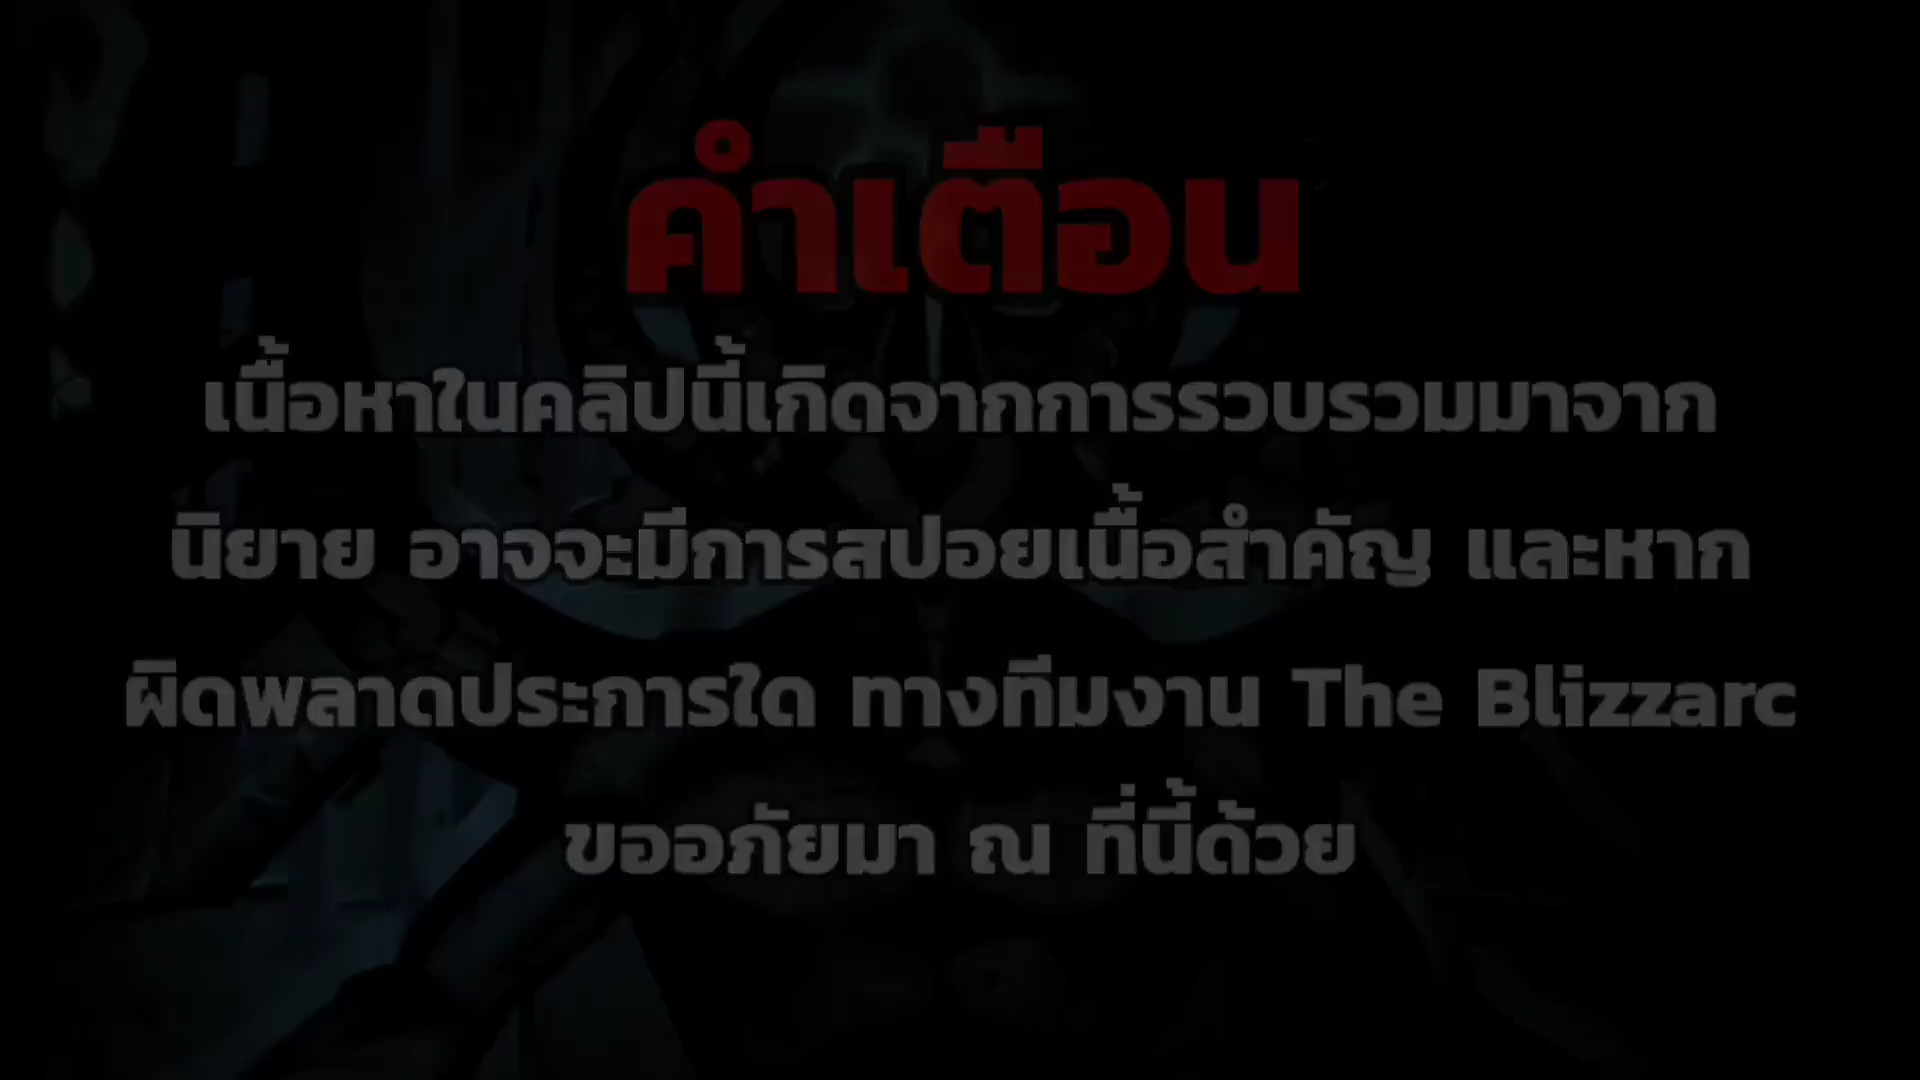 คำเตือน
เนื้อหาในคลิปนี้เกิดจากการรวบรวมมาจาก
นิยาย อาจจะมีการสปอยเนื้อสำคัญ และหาก
ผิดพลาดประการใด ทางทีมงาน The Blizzarc
ขออภัยมา ณ ที่นี้ด้วย